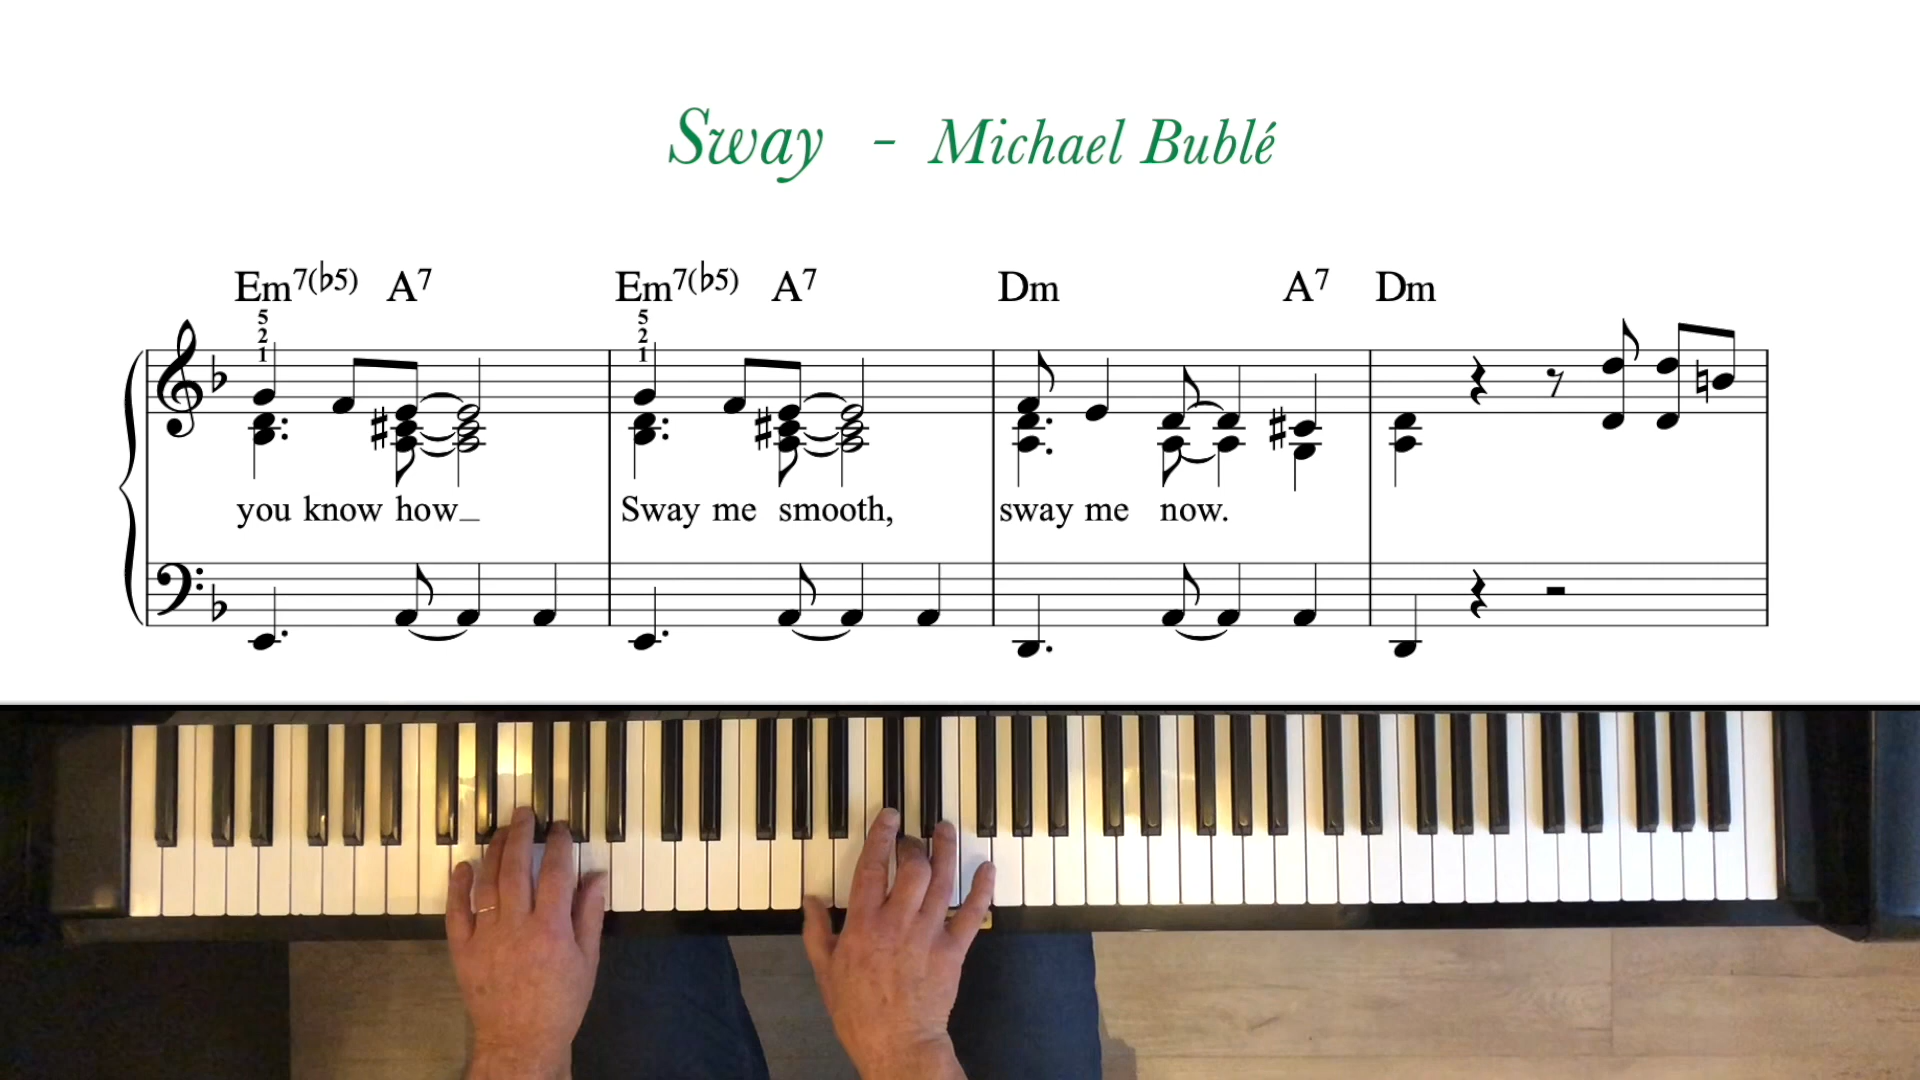 Sway - Michael Bublé
Em7(♭5) A7 Em7(♭5) A7 Dm A7 Dm
5 5
2 2
1 1
you know how_ Sway me smooth, sway me now.